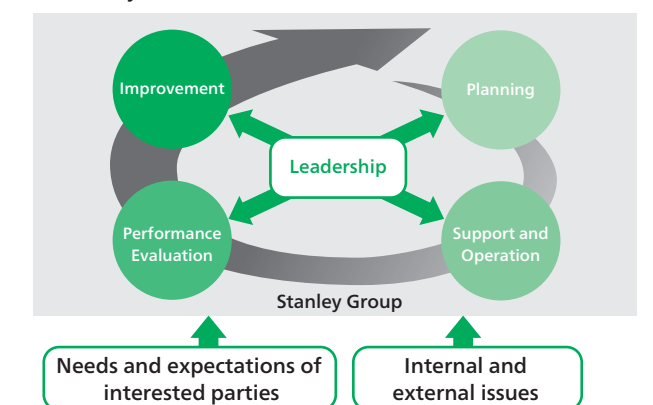 Improvement
Planning
Leadership
Performance
Evaluation
Support and
Operation
Stanley Group
Needs and expectations of
interested parties
Internal and
external issues